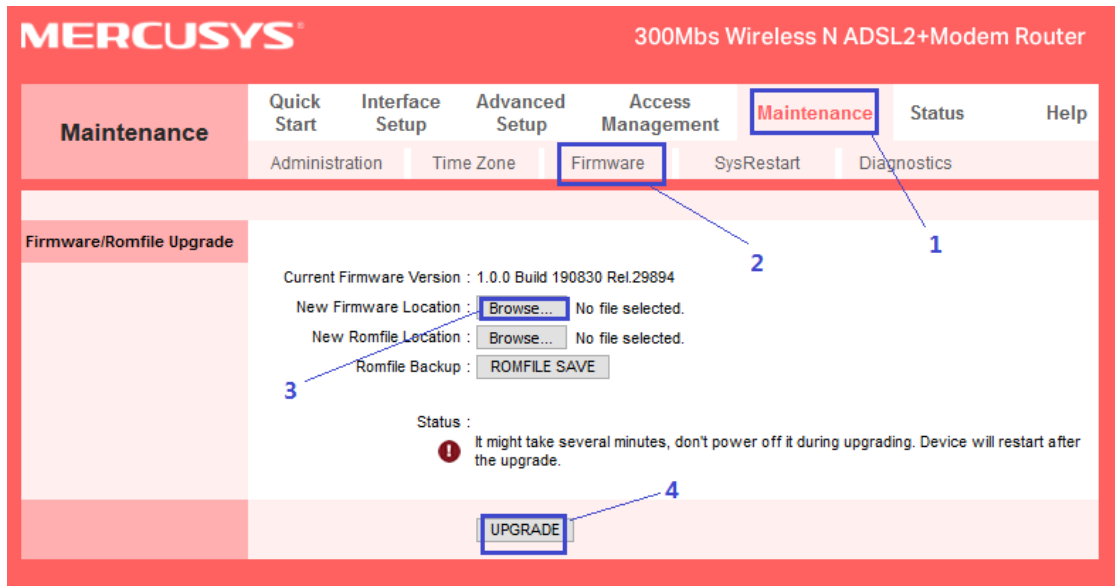 MERCUSYS
300Mbs Wireless N ADSL2+Modem Router
Maintenance
Quick Start
Interface Setup
Advanced Setup
Access Management
Maintenance
Status
Help
Administration
Time Zone
Firmware
SysRestart
Diagnostics
1
2
Firmware/Romfile Upgrade
Current Firmware Version : 1.0.0 Build 190830 Rel.29894
New Firmware Location : Browse... No file selected.
New Romfile Location : Browse... No file selected.
Romfile Backup : ROMFILE SAVE
3
Status :
It might take several minutes, don't power off it during upgrading. Device will restart after
the upgrade.
4
UPGRADE